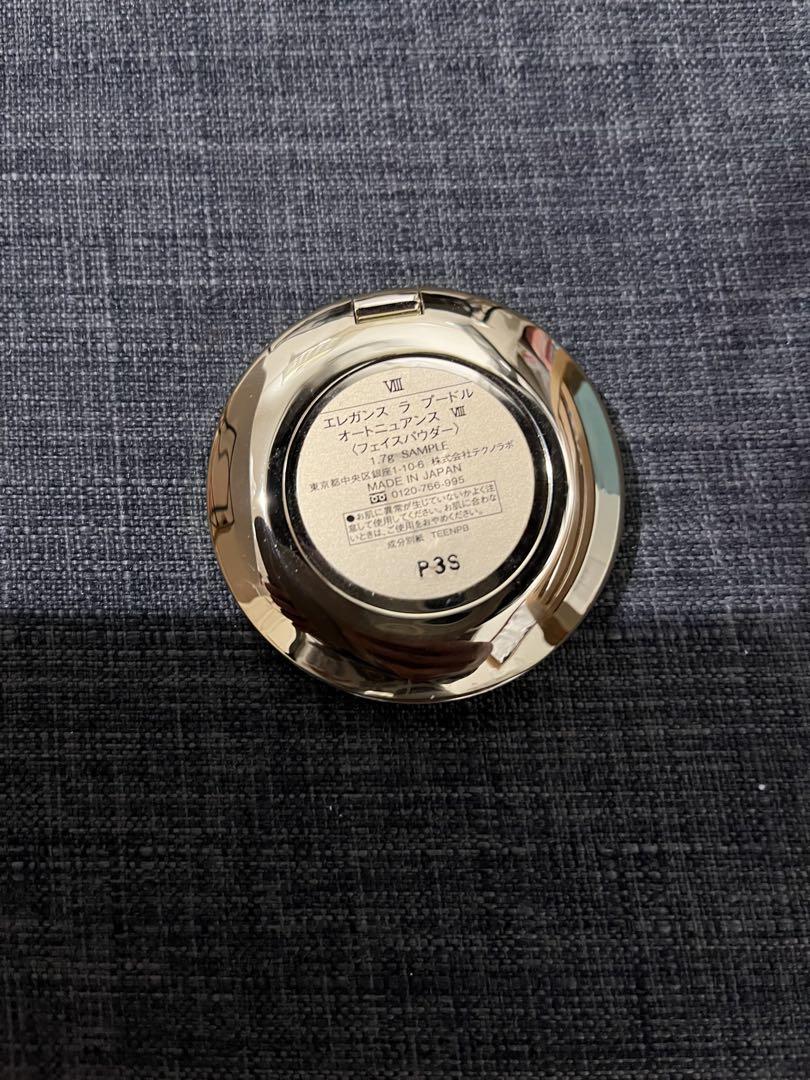 Ⅷ
エレガンス ラ プードル
オートニュアンス Ⅷ
〈フェイスパウダー〉
1.7g SAMPLE
東京都中央区銀座1-10-6 株式会社テクノラボ
MADE IN JAPAN
0120-766-995
●お肌に異常が生じていないかよく注
意して使用してください。お肌に合わな
いときは、ご使用をおやめください。
成分別紙 TEENPB
P3S